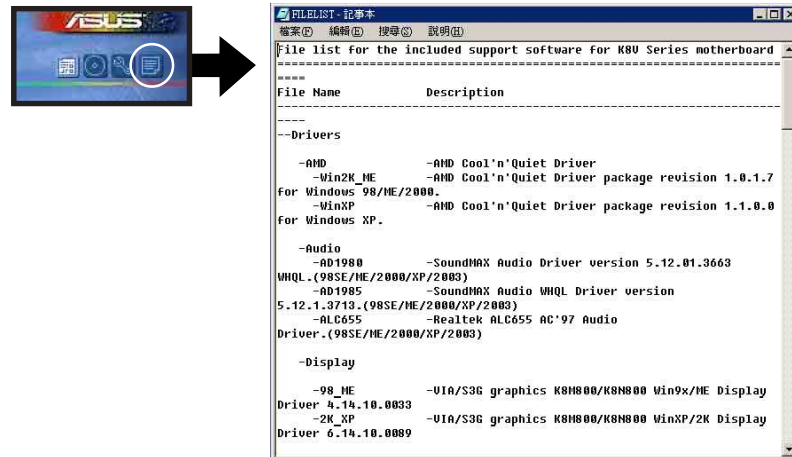 ASUS
FILELIST - 記事本
檔案(F) 編輯(E) 搜尋(S) 說明(H)
File list for the included support software for K8V Series motherboard
================================================================================
====
File Name Description
--------------------------------------------------------------------------------
----
--Drivers
-AMD -AMD Cool'n'Quiet Driver
-Win2K_ME -AMD Cool'n'Quiet Driver package revision 1.0.1.7
for Windows 98/ME/2000.
-WinXP -AMD Cool'n'Quiet Driver package revision 1.1.0.0
for Windows XP.
-Audio
-AD1980 -SoundMAX Audio Driver version 5.12.01.3663
WHQL.(98SE/ME/2000/XP/2003)
-AD1985 -SoundMAX Audio WHQL Driver version
5.12.1.3713.(98SE/ME/2000/XP/2003)
-ALC655 -Realtek ALC655 AC'97 Audio
Driver.(98SE/ME/2000/XP/2003)
-Display
-98_ME -VIA/S3G graphics K8M800/K8N800 Win9x/ME Display
Driver 4.14.10.0033
-2K_XP -VIA/S3G graphics K8M800/K8N800 WinXP/2K Display
Driver 6.14.10.0089